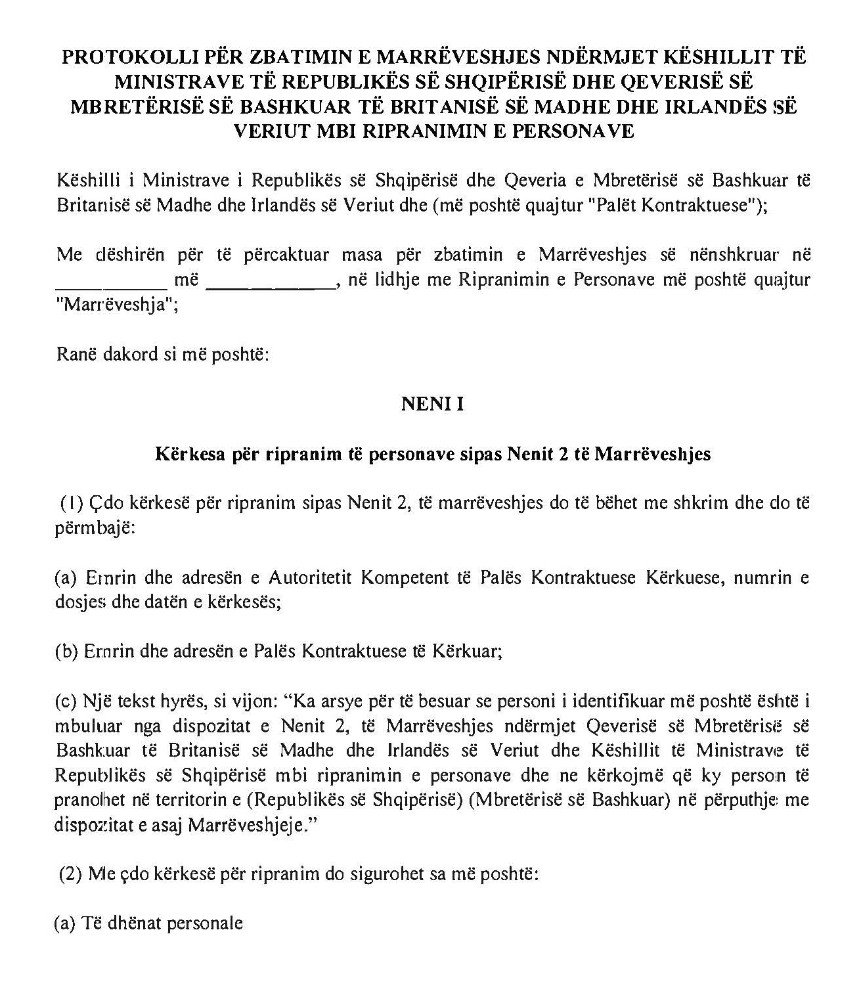 PROTOKOLLI PËR ZBATIMIN E MARRËVESHJES NDËRMJET KËSHILLIT TË
MINISTRAVE TË REPUBLIKËS SË SHQIPËRISË DHE QEVERISË SË
MBRETËRISË SË BASHKUAR TË BRITANISË SË MADHE DHE IRLANDËS SË
VERIUT MBI RIPRANIMIN E PERSONAVE
Këshilli i Ministrave i Republikës së Shqipërisë dhe Qeveria e Mbretërisë së Bashkuar të
Britanisë së Madhe dhe Irlandës së Veriut dhe (më poshtë quajtur "Palët Kontraktuese");
Me dëshirën për të përcaktuar masa për zbatimin e Marrëveshjes së nënshkruar në
____________ më ______________, në lidhje me Ripranimin e Personave më poshtë quajtur
"Marrëveshja";
Ranë dakord si më poshtë:
NENI I
Kërkesa për ripranim të personave sipas Nenit 2 të Marrëveshjes
(1) Çdo kërkesë për ripranim sipas Nenit 2, të marrëveshjes do të bëhet me shkrim dhe do të
përmbajë:
(a) Emrin dhe adresën e Autoritetit Kompetent të Palës Kontraktuese Kërkuese, numrin e
dosjes dhe datën e kërkesës;
(b) Emrin dhe adresën e Palës Kontraktuese të Kërkuar;
(c) Një tekst hyrës, si vijon: “Ka arsye për të besuar se personi i identifikuar më poshtë është i
mbuluar nga dispozitat e Nenit 2, të Marrëveshjes ndërmjet Qeverisë së Mbretërisë së
Bashkuar të Britanisë së Madhe dhe Irlandës së Veriut dhe Këshillit të Ministrave të
Republikës së Shqipërisë mbi ripranimin e personave dhe ne kërkojmë që ky person të
pranohet në territorin e (Republikës së Shqipërisë) (Mbretërisë së Bashkuar) në përputhje me
dispozitat e asaj Marrëveshjeje.”
(2) Me çdo kërkesë për ripranim do sigurohet sa më poshtë:
(a) Të dhënat personale